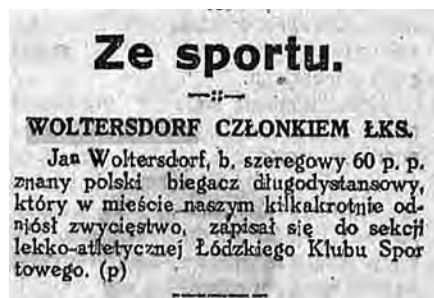 Ze sportu.
WOLTERSDORF CZŁONKIEM ŁKS.
Jan Woltersdorf, b. szeregowy 60 p. p.
znany polski biegacz długodystansowy,
który w mieście naszym kilkakrotnie od-
niósł zwycięstwo, zapisał się do sekcji
lekko-atletycznej Łódzkiego Klubu Spor
towego. (p)